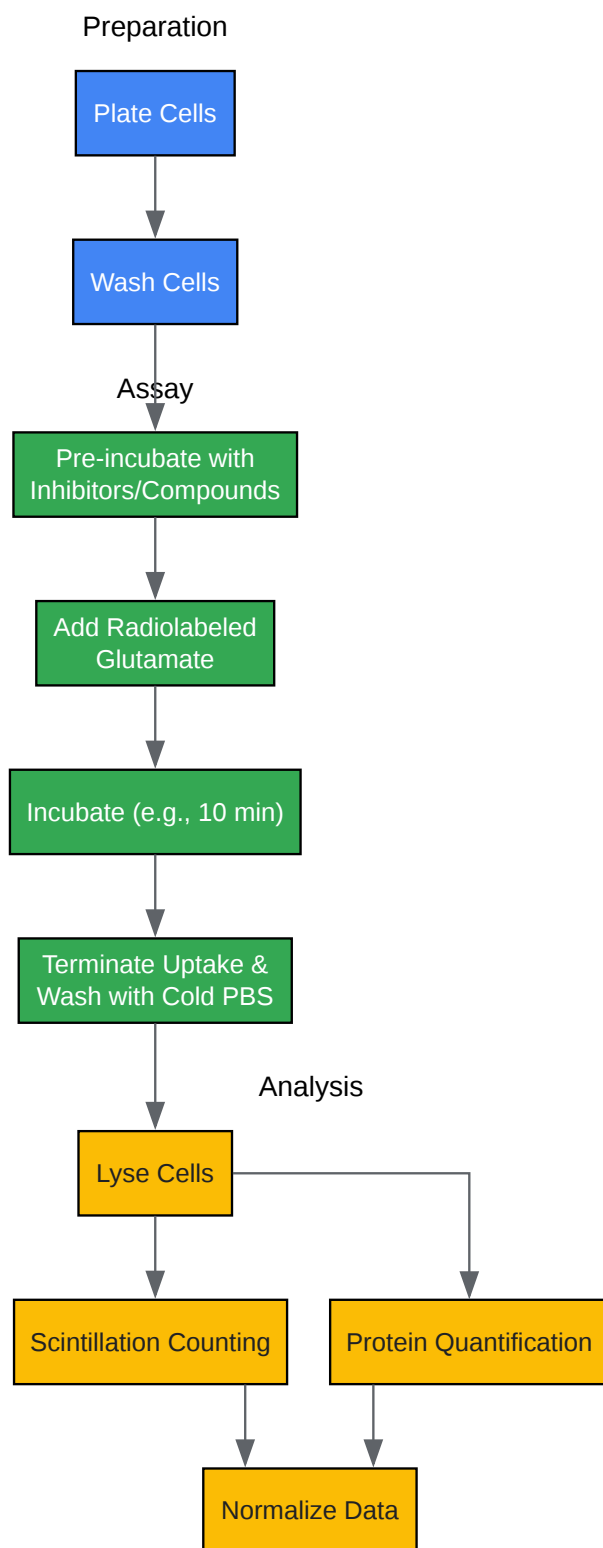 Preparation
Plate Cells
Wash Cells
Assay
Pre-incubate with
Inhibitors/Compounds
Add Radiolabeled
Glutamate
Incubate (e.g., 10 min)
Terminate Uptake &
Wash with Cold PBS
Analysis
Lyse Cells
Scintillation Counting
Protein Quantification
Normalize Data